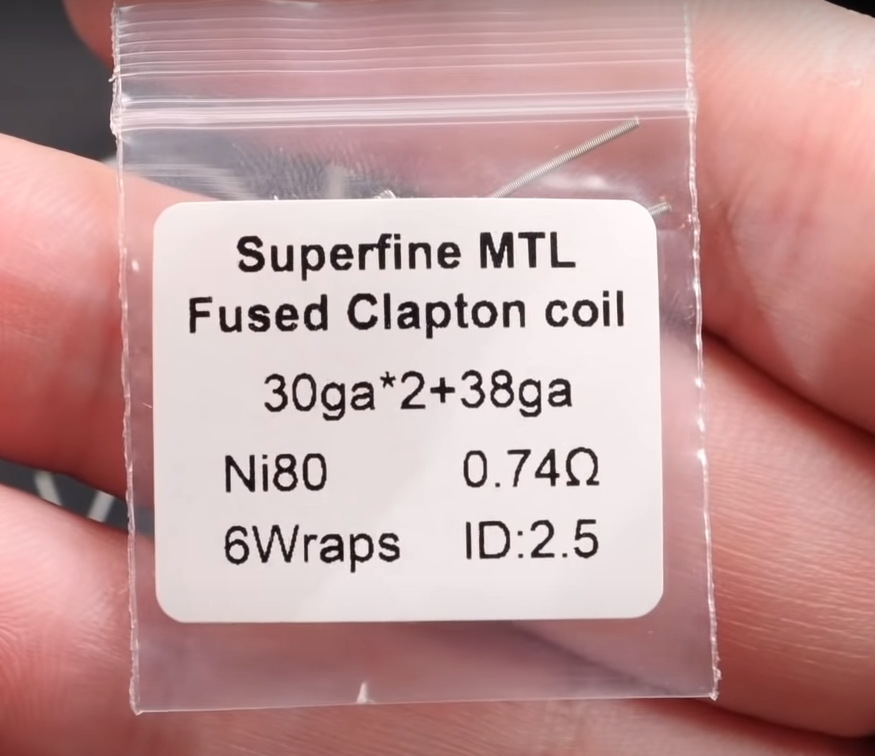 Superfine MTL
Fused Clapton coil
30ga*2+38ga
Ni80 0.74Ω
6Wraps ID:2.5